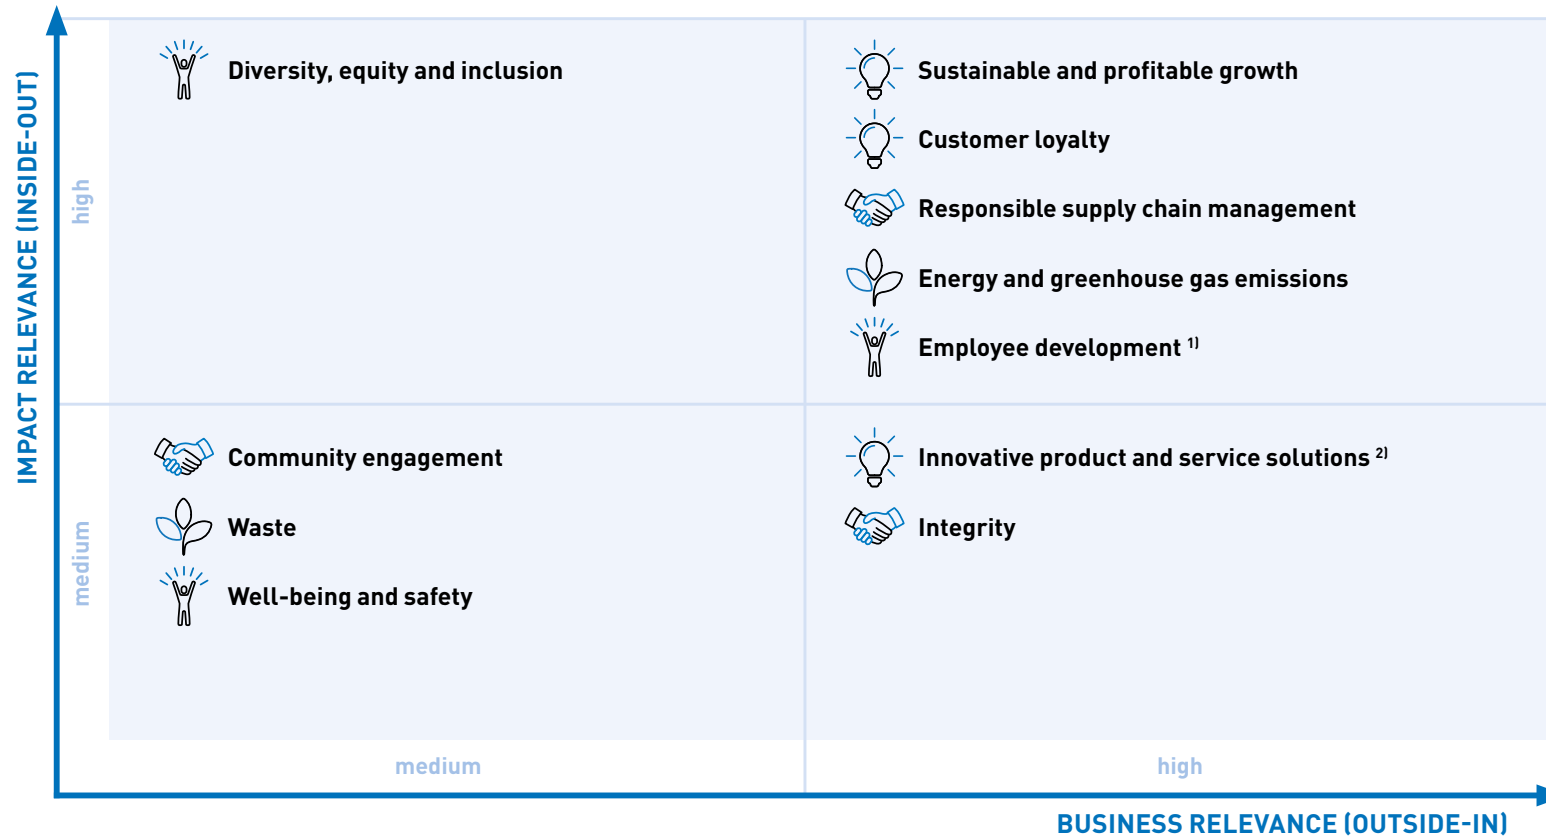 IMPACT RELEVANCE (INSIDE-OUT)
high
Diversity, equity and inclusion
Sustainable and profitable growth
Customer loyalty
Responsible supply chain management
Energy and greenhouse gas emissions
Employee development 1)
medium
Community engagement
Waste
Well-being and safety
Innovative product and service solutions 2)
Integrity
medium
high
BUSINESS RELEVANCE (OUTSIDE-IN)